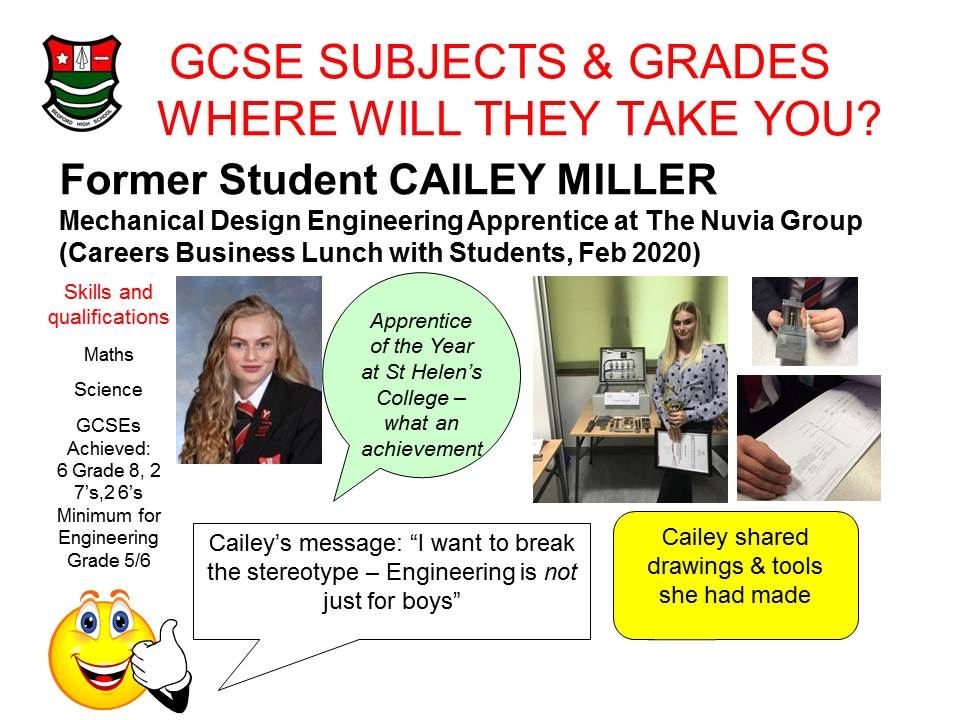 GCSE SUBJECTS & GRADES
WHERE WILL THEY TAKE YOU?
BEDFORD HIGH SCHOOL
Former Student CAILEY MILLER
Mechanical Design Engineering Apprentice at The Nuvia Group
(Careers Business Lunch with Students, Feb 2020)
Skills and
qualifications
Maths
Science
GCSEs
Achieved:
6 Grade 8, 2
7’s,2 6’s
Minimum for
Engineering
Grade 5/6
Apprentice
of the Year
at St Helen’s
College –
what an
achievement
Cailey’s message: “I want to break
the stereotype – Engineering is not
just for boys”
Cailey shared
drawings & tools
she had made